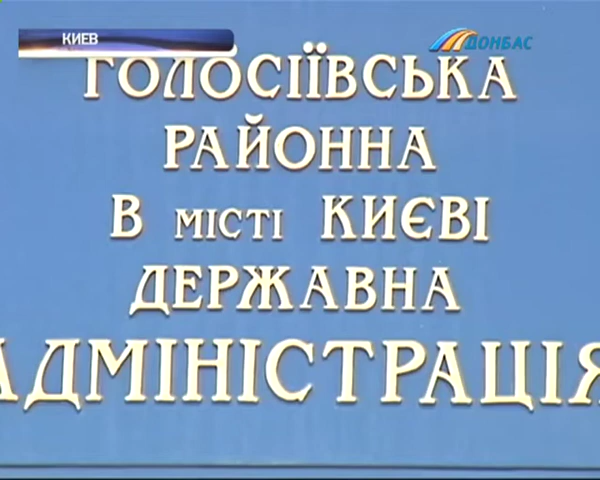 КИЕВ
ДОНБАС
ГОЛОСІЇВСЬКА
РАЙОННА
В МІСТІ КИЄВІ
ДЕРЖАВНА
АДМІНІСТРАЦІЯ